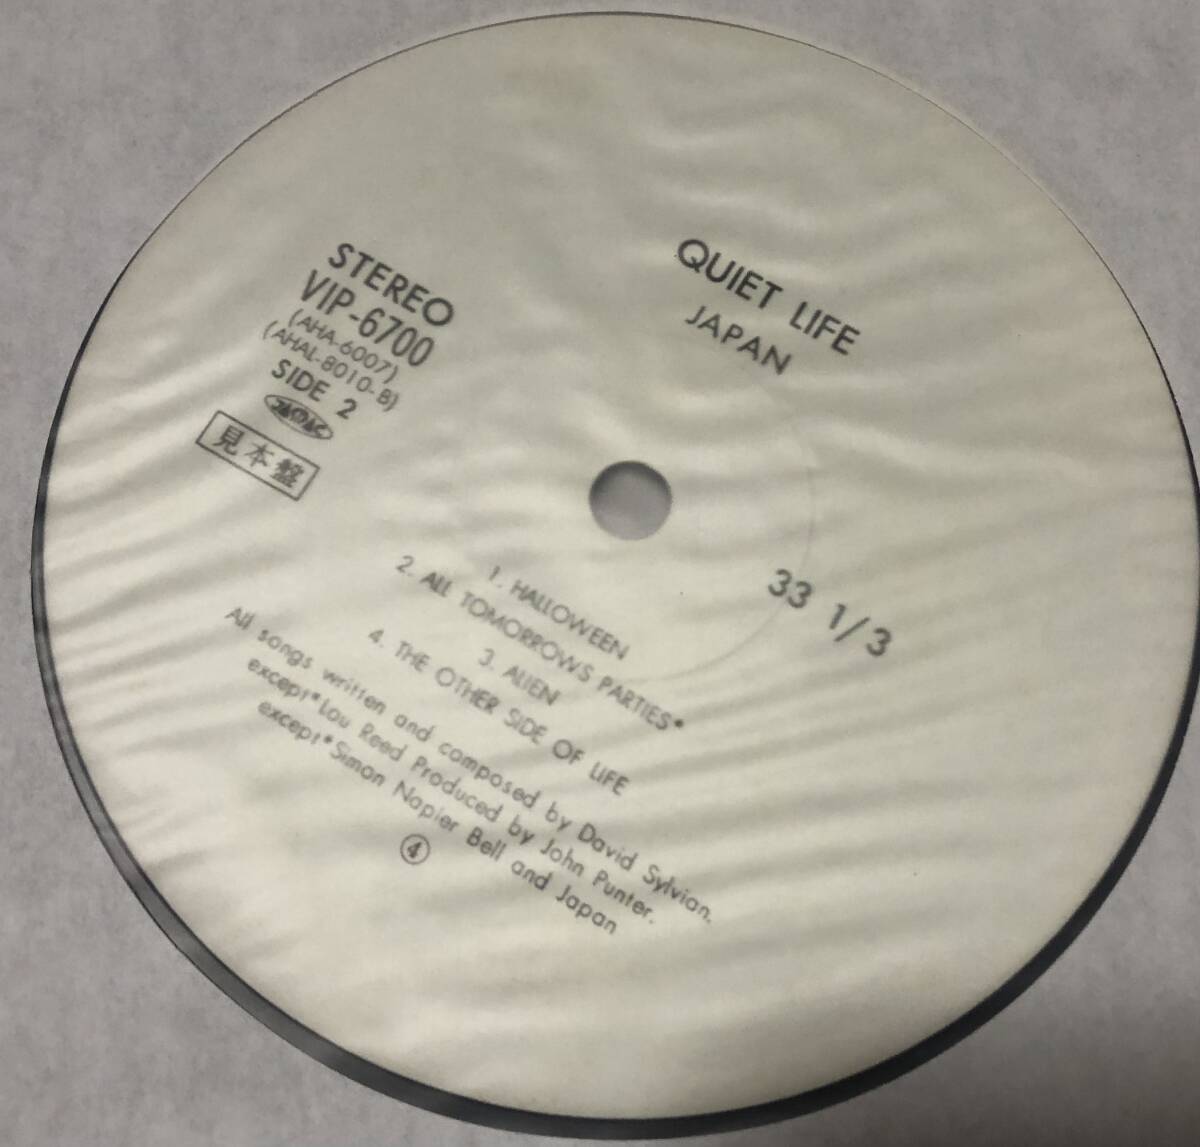 QUIET LIFE
JAPAN
STEREO
VIP-6700
(AHA-6007)
(AHAL-8010-B)
SIDE 2
JASRAC
見本盤
33 1/3
1. HALLOWEEN
2. ALL TOMORROWS PARTIES*
3. ALIEN
4. THE OTHER SIDE OF LIFE
All songs written and composed by David Sylvian.
except*Lou Reed Produced by John Punter.
except*Simon Napier Bell and Japan
④